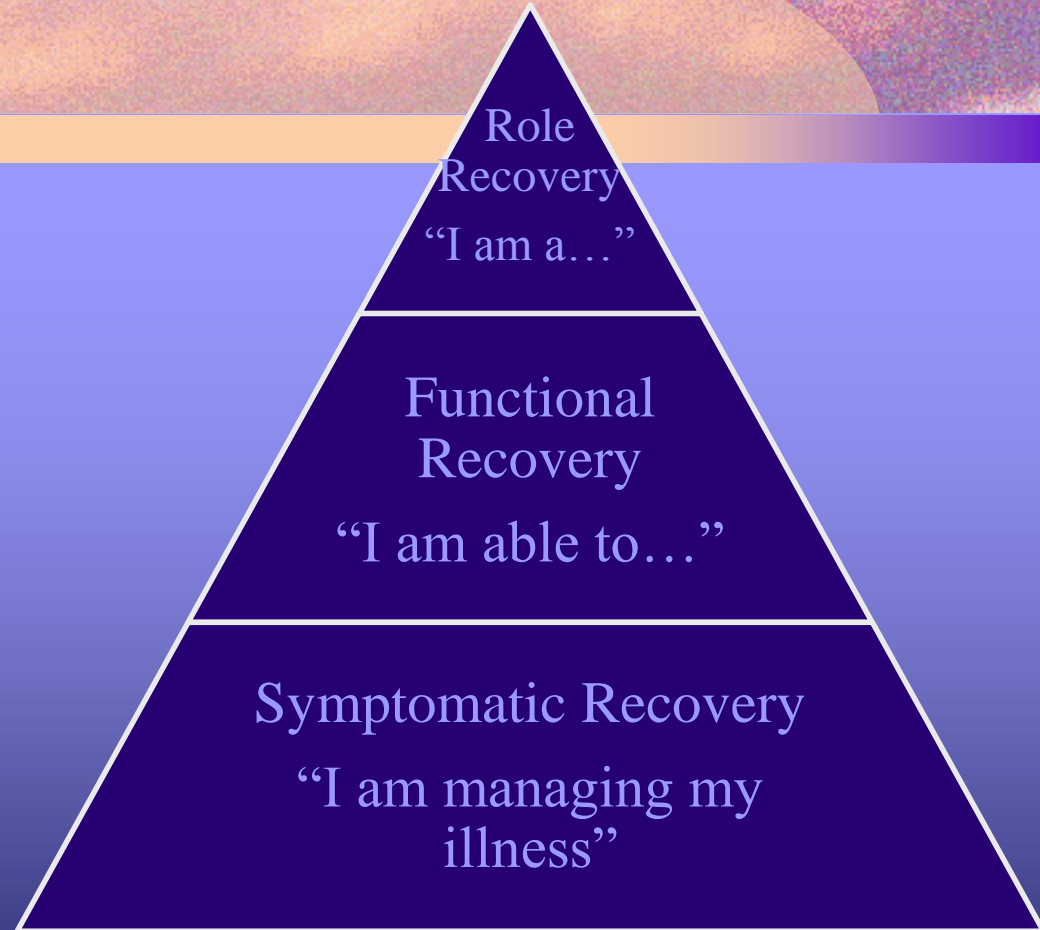 Role
Recovery
“I am a…”
Functional
Recovery
“I am able to…”
Symptomatic Recovery
“I am managing my
illness”